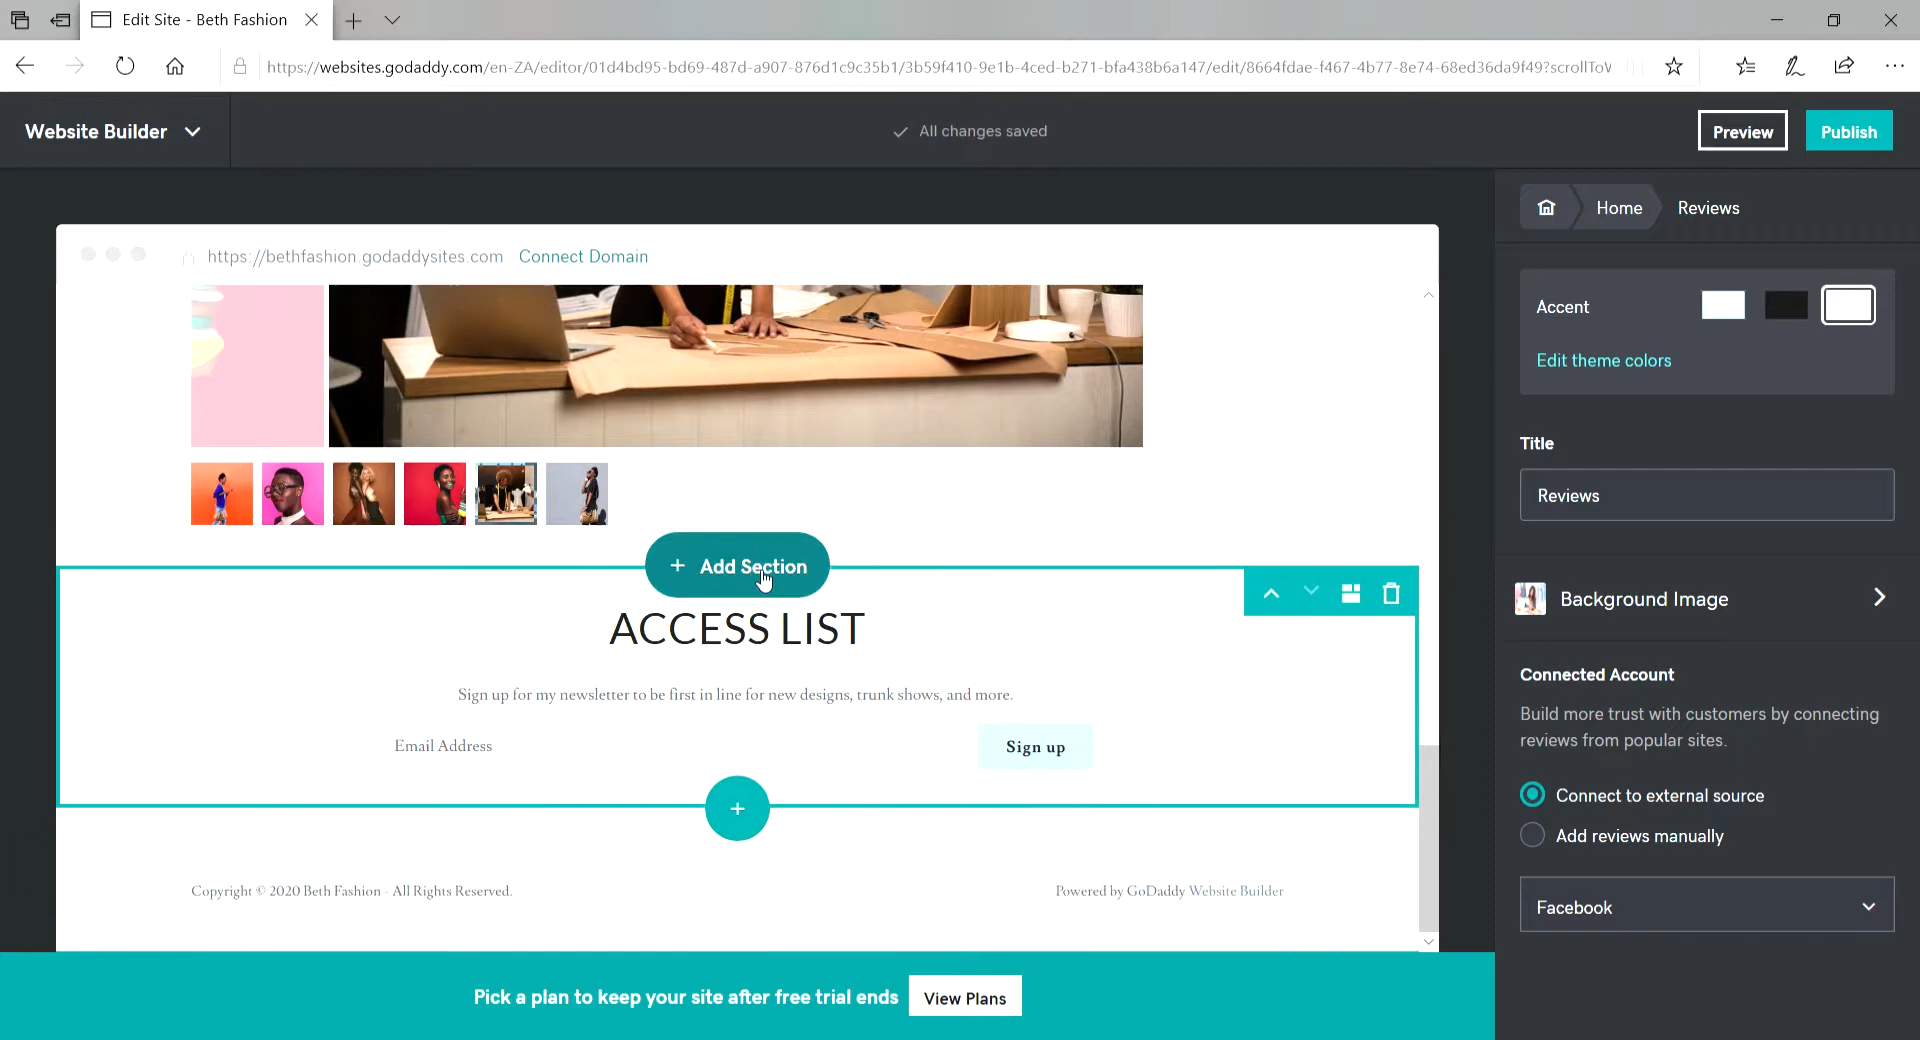 Edit Site - Beth Fashion
https://websites.godaddy.com/en-ZA/editor/01d4bd95-bd69-487d-a907-876d1c9c35b1/3b59f410-9e1b-4ced-b271-bfa438b6a147/edit/8664fdae-f467-4b77-8e74-68ed36da9f49?scrollToV
Website Builder
All changes saved
Preview
Publish
Home
Reviews
https://bethfashion.godaddysites.com Connect Domain
Accent
Edit theme colors
Title
Reviews
+ Add Section
ACCESS LIST
Sign up for my newsletter to be first in line for new designs, trunk shows, and more.
Email Address
Sign up
+
Background Image
Connected Account
Build more trust with customers by connecting
reviews from popular sites.
Connect to external source
Add reviews manually
Facebook
Copyright © 2020 Beth Fashion - All Rights Reserved.
Powered by GoDaddy Website Builder
Pick a plan to keep your site after free trial ends
View Plans